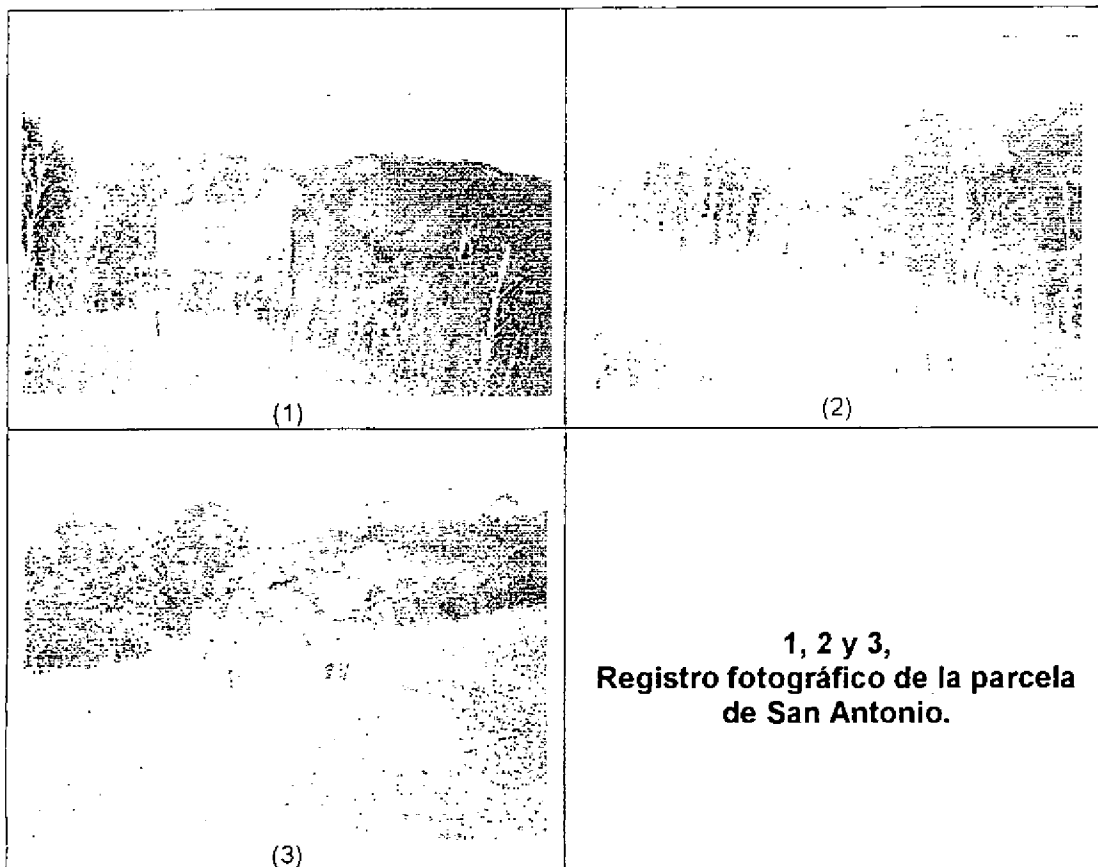 (1)
(2)
(3)
1, 2 y 3,
Registro fotográfico de la parcela
de San Antonio.